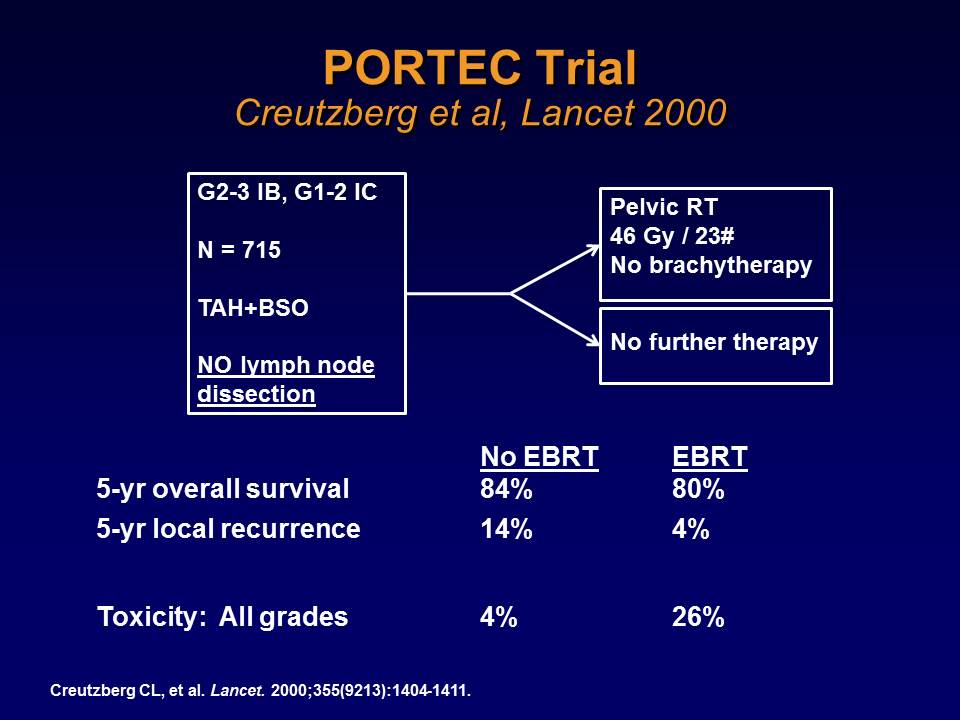 PORTEC Trial
Creutzberg et al, Lancet 2000
G2-3 IB, G1-2 IC
N = 715
TAH+BSO
NO lymph node
dissection
Pelvic RT
46 Gy / 23#
No brachytherapy
No further therapy
No EBRT EBRT
5-yr overall survival 84% 80%
5-yr local recurrence 14% 4%
Toxicity: All grades 4% 26%
Creutzberg CL, et al. Lancet. 2000;355(9213):1404-1411.